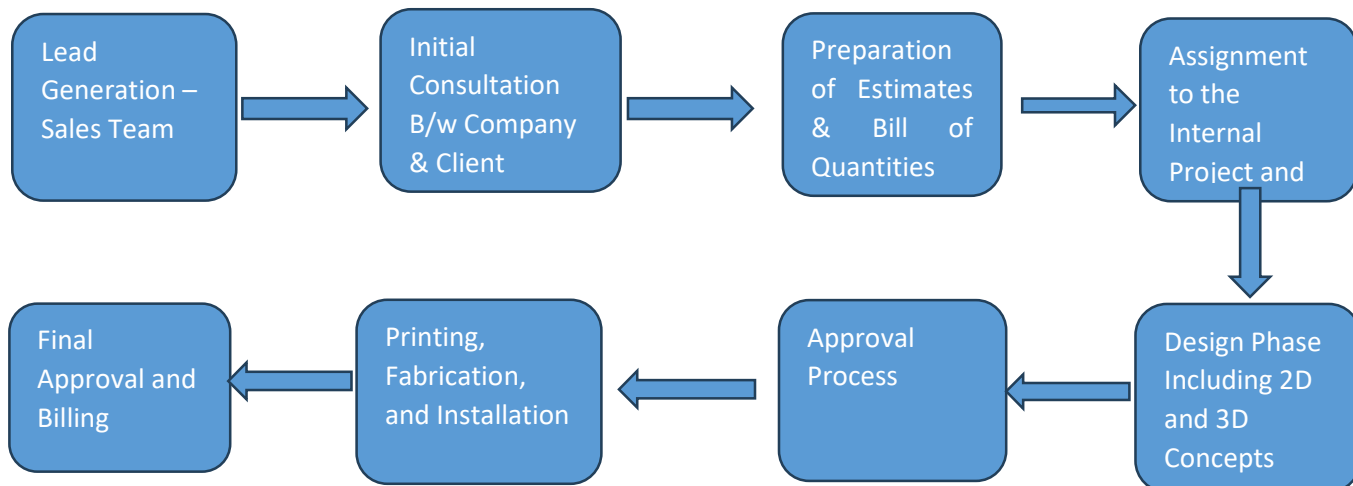 Lead
Generation –
Sales Team
Initial
Consultation
B/w Company
& Client
Preparation
of Estimates
& Bill of
Quantities
Assignment
to the
Internal
Project and
Design Phase
Including 2D
and 3D
Concepts
Approval
Process
Printing,
Fabrication,
and Installation
Final
Approval and
Billing